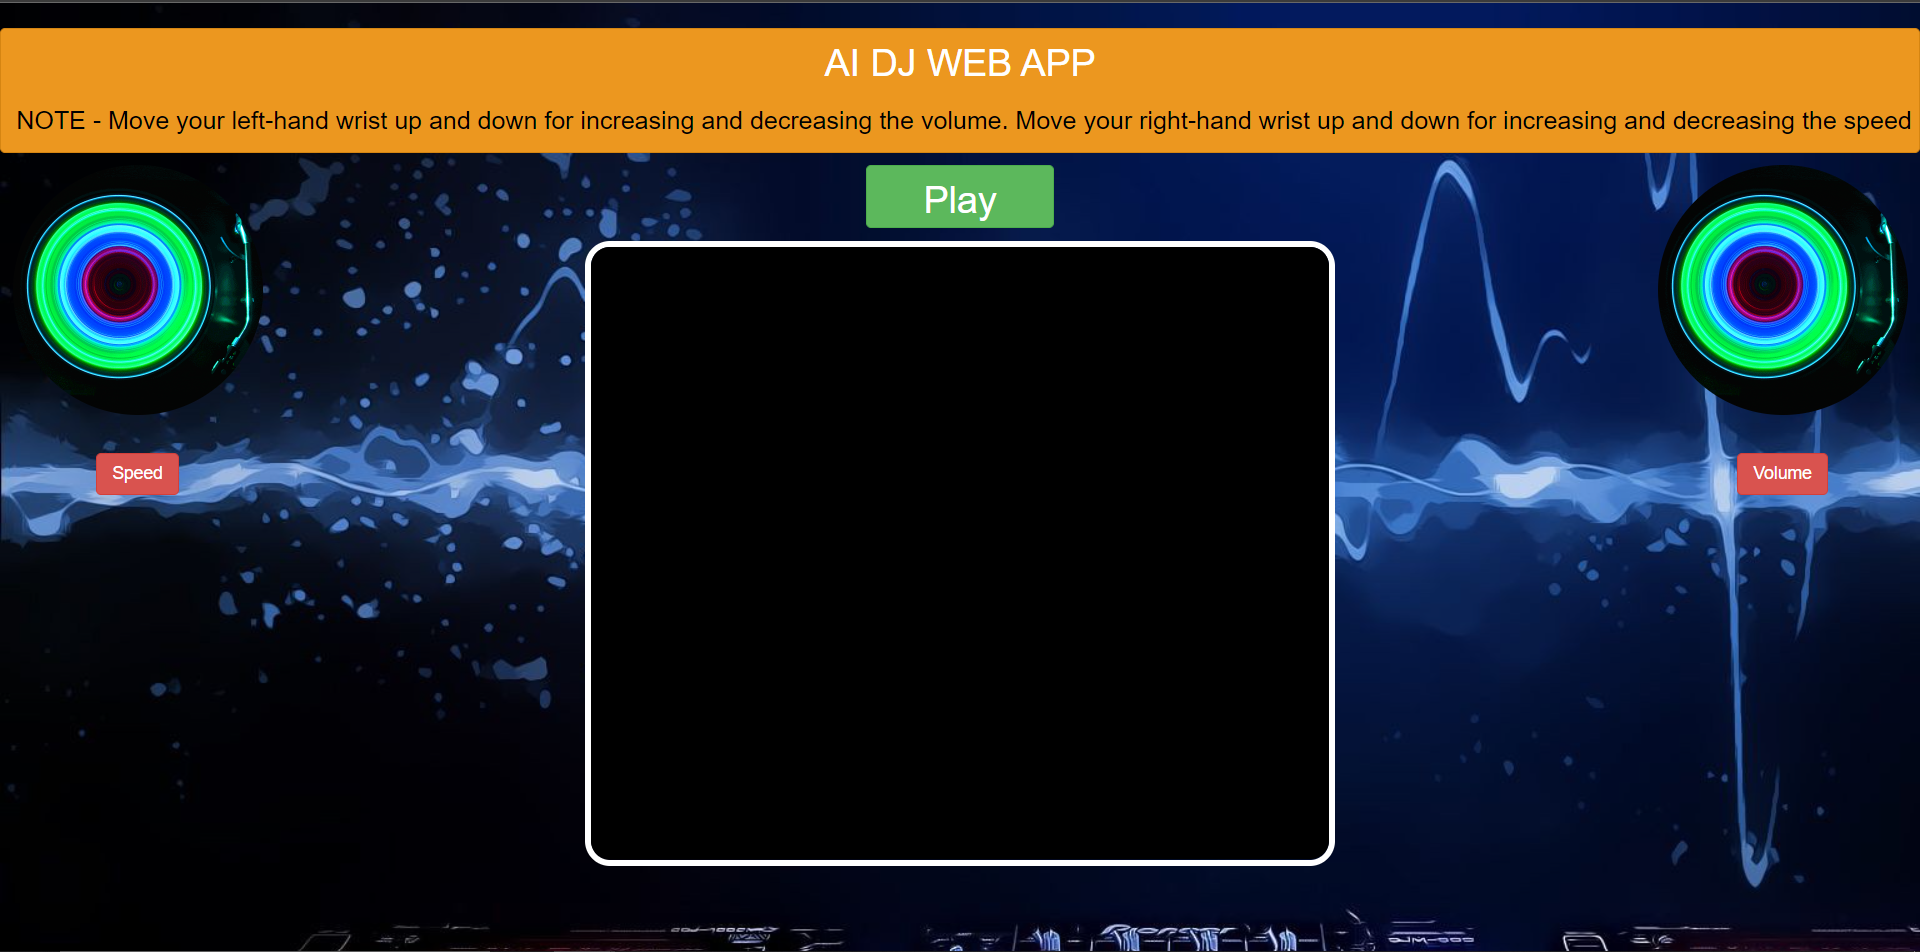 AI DJ WEB APP
NOTE - Move your left-hand wrist up and down for increasing and decreasing the volume. Move your right-hand wrist up and down for increasing and decreasing the speed
Play
Speed
Volume
Pioneer